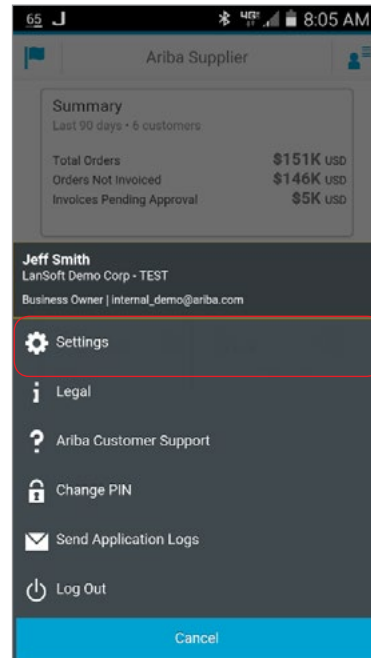 65 J 4G LTE 8:05 AM
Ariba Supplier
Summary
Last 90 days • 6 customers
Total Orders $151K USD
Orders Not Invoiced $146K USD
Invoices Pending Approval $5K USD
Jeff Smith
LanSoft Demo Corp - TEST
Business Owner | internal_demo@ariba.com
Settings
Legal
Ariba Customer Support
Change PIN
Send Application Logs
Log Out
Cancel